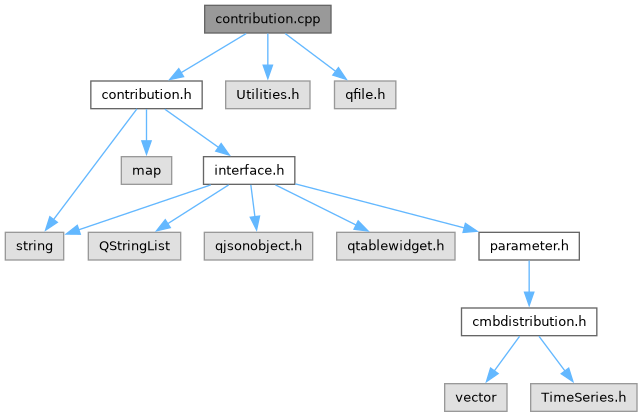 contribution.cpp
contribution.h
Utilities.h
qfile.h
map
interface.h
string
QStringList
qjsonobject.h
qtablewidget.h
parameter.h
cmbdistribution.h
vector
TimeSeries.h